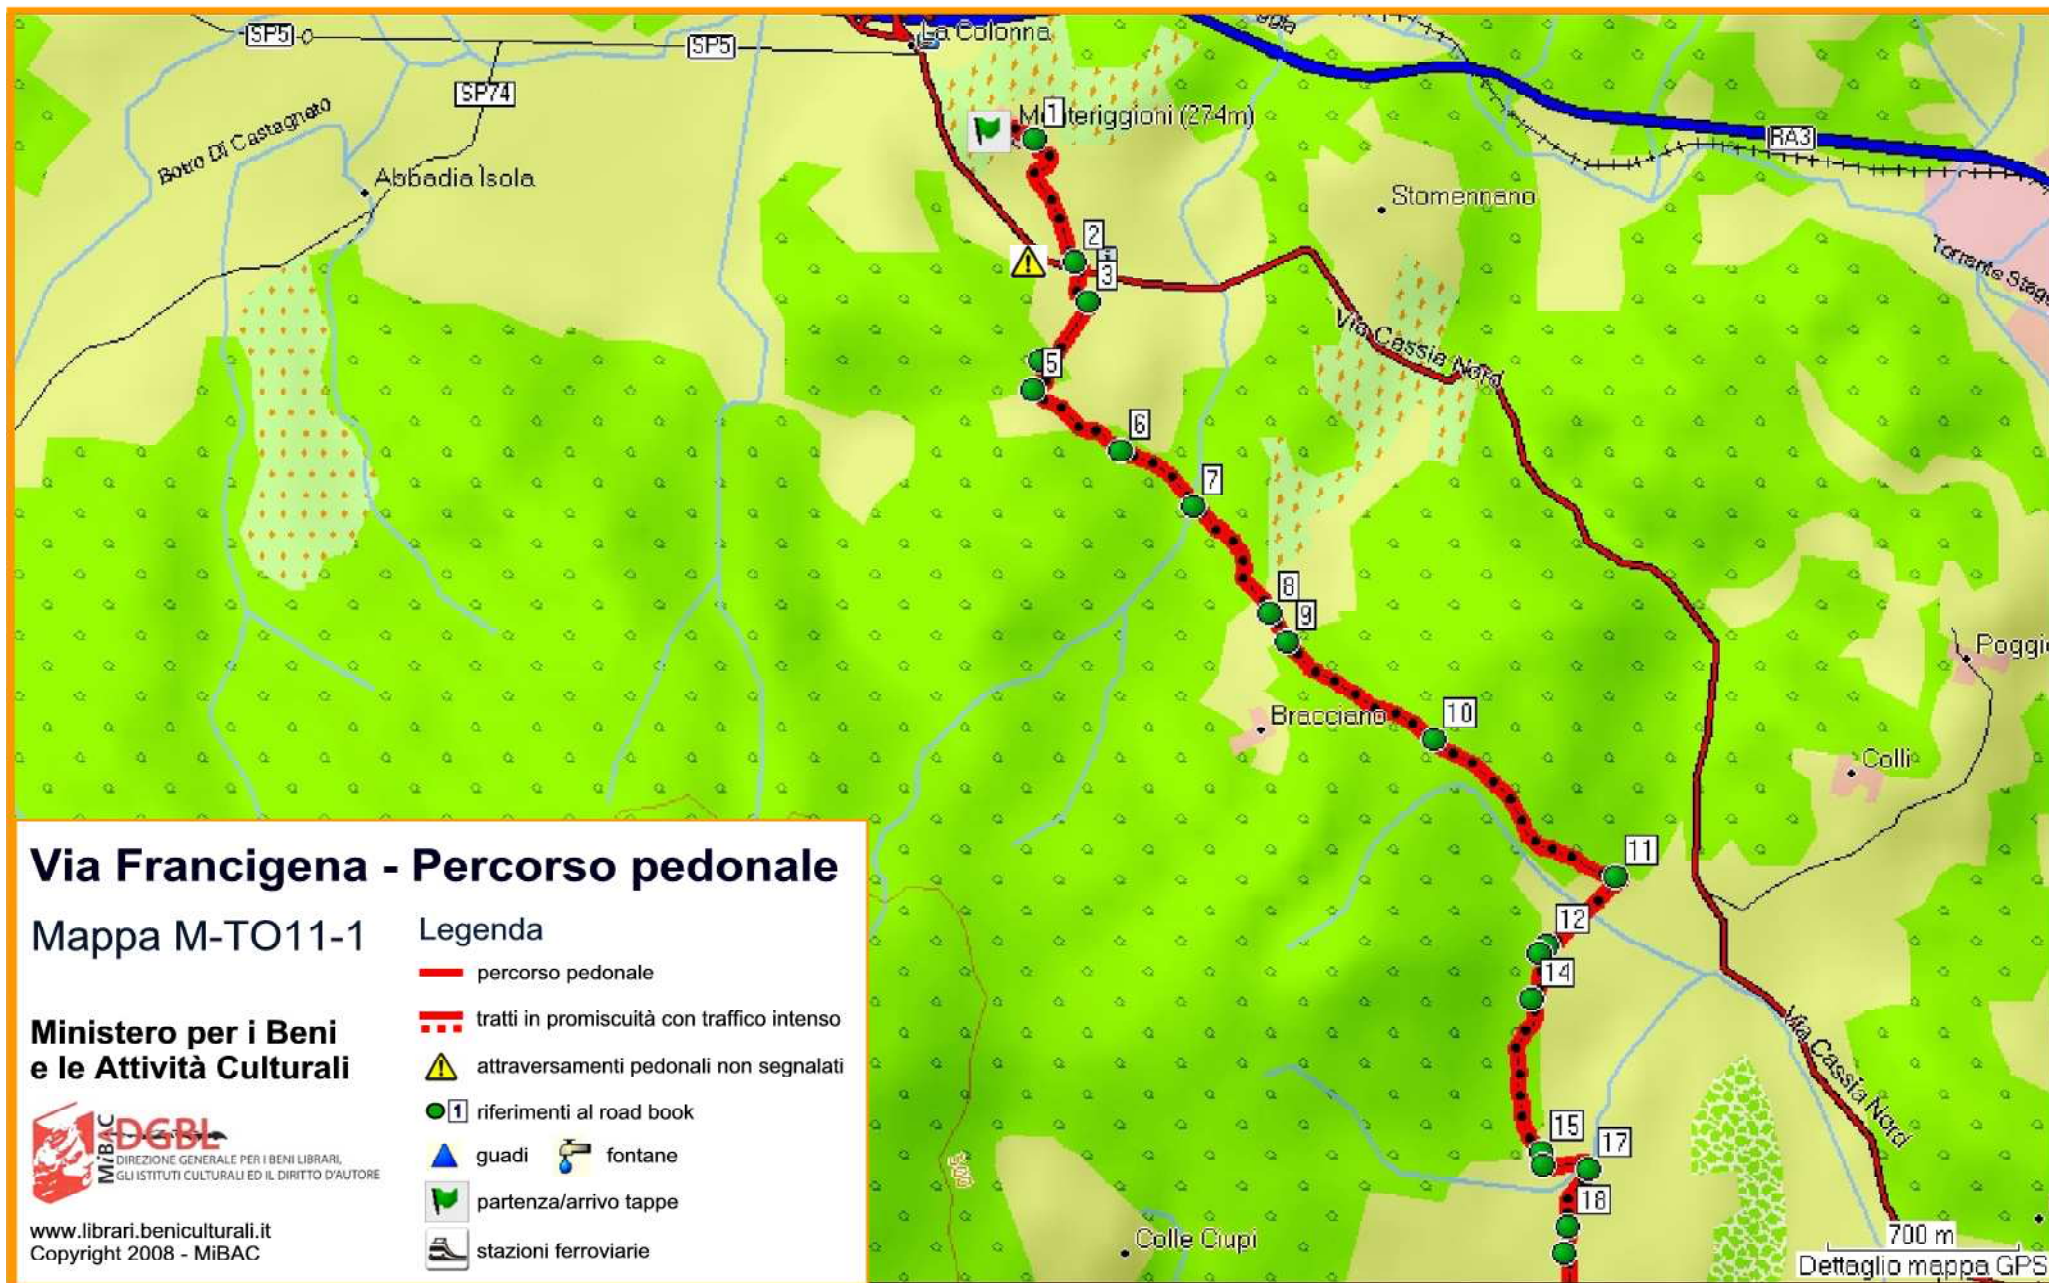 SP5
SP5
La Colonna
SP74
Botro Di Castagneto
1
Monteriggioni (274m)
RA3
Abbadia Isola
Stomennano
2
3
Via Cassia Nord
5
6
7
8
9
Poggio
Bracciano
10
Colli
11
12
14
Via Cassia Nord
15
17
18
Colle Ciupi
700 m
Dettaglio mappa GPS
Via Francigena - Percorso pedonale
Mappa M-TO11-1
Legenda
percorso pedonale
tratti in promiscuità con traffico intenso
attraversamenti pedonali non segnalati
1 riferimenti al road book
guadi fontane
partenza/arrivo tappe
stazioni ferroviarie
Ministero per i Beni
e le Attività Culturali
MiBAC
DGBL
DIREZIONE GENERALE PER I BENI LIBRARI,
GLI ISTITUTI CULTURALI ED IL DIRITTO D'AUTORE
www.librari.beniculturali.it
Copyright 2008 - MiBAC